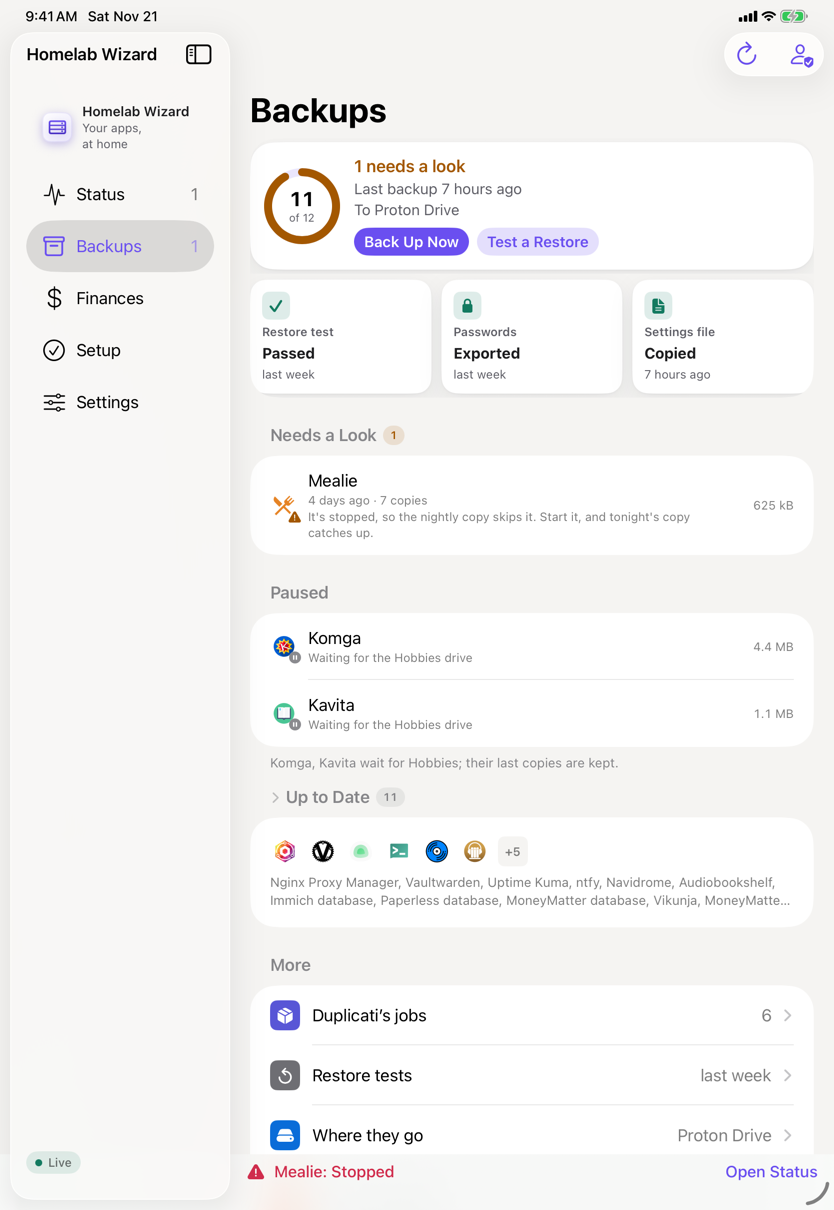 9:41 AM Sat Nov 21
Homelab Wizard
Homelab Wizard
Your apps,
at home
Status 1
Backups 1
Finances
Setup
Settings
Live
Backups
11
of 12
1 needs a look
Last backup 7 hours ago
To Proton Drive
Back Up Now Test a Restore
Restore test
Passed
last week
Passwords
Exported
last week
Settings file
Copied
7 hours ago
Needs a Look 1
Mealie
4 days ago · 7 copies
It's stopped, so the nightly copy skips it. Start it, and tonight's copy
catches up.
625 kB
Paused
Komga
Waiting for the Hobbies drive
4.4 MB
Kavita
Waiting for the Hobbies drive
1.1 MB
Komga, Kavita wait for Hobbies; their last copies are kept.
Up to Date 11
+5
Nginx Proxy Manager, Vaultwarden, Uptime Kuma, ntfy, Navidrome, Audiobookshelf,
Immich database, Paperless database, MoneyMatter database, Vikunja, MoneyMatte...
More
Duplicati’s jobs 6
Restore tests last week
Where they go Proton Drive
Mealie: Stopped Open Status